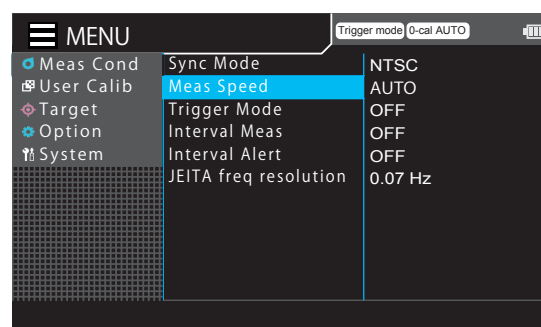 MENU
Trigger mode 0-cal AUTO
Meas Cond
User Calib
Target
Option
System
Sync Mode NTSC
Meas Speed AUTO
Trigger Mode OFF
Interval Meas OFF
Interval Alert OFF
JEITA freq resolution 0.07 Hz